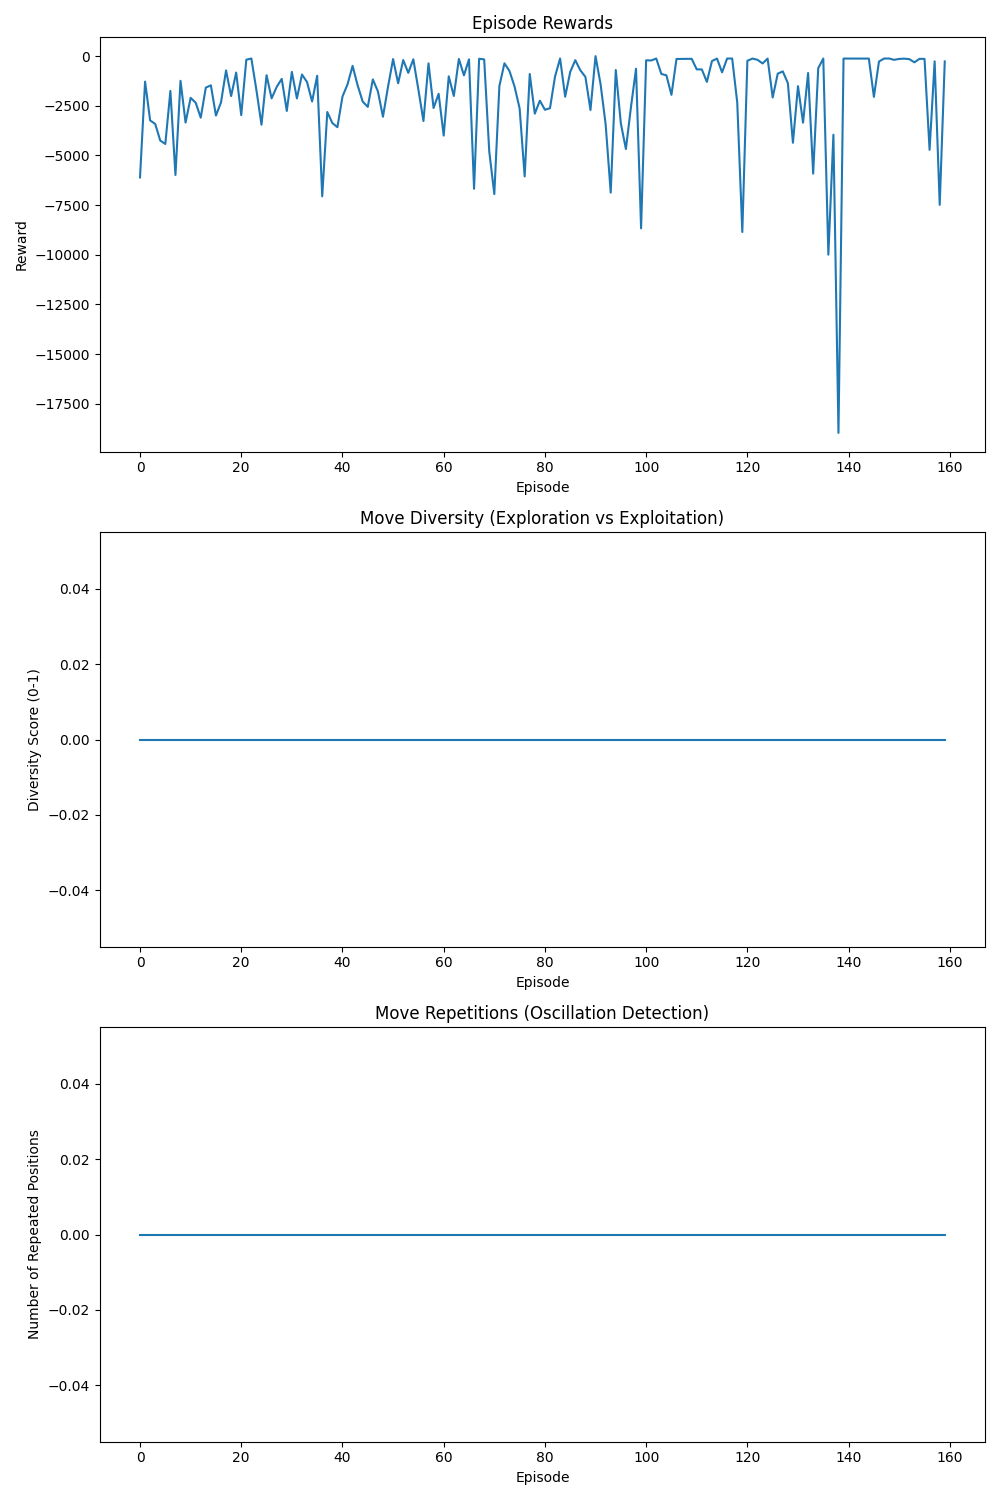 Episode Rewards
0
−2500
−5000
−7500
−10000
−12500
−15000
−17500
Reward
0 20 40 60 80 100 120 140 160
Episode
Move Diversity (Exploration vs Exploitation)
0.04
0.02
0.00
−0.02
−0.04
Diversity Score (0-1)
0 20 40 60 80 100 120 140 160
Episode
Move Repetitions (Oscillation Detection)
0.04
0.02
0.00
−0.02
−0.04
Number of Repeated Positions
0 20 40 60 80 100 120 140 160
Episode